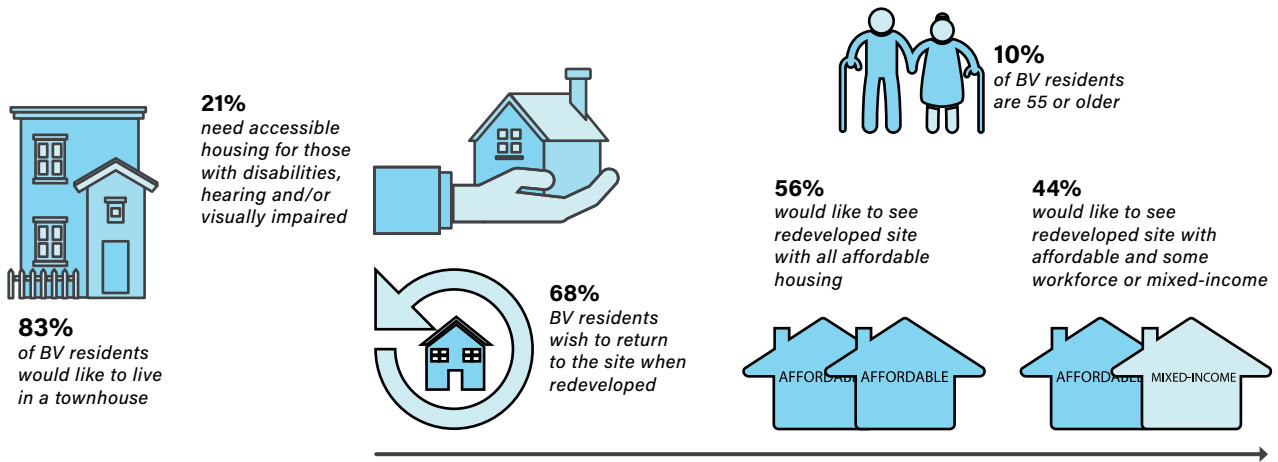 83%
of BV residents
would like to live
in a townhouse
21%
need accessible
housing for those
with disabilities,
hearing and/or
visually impaired
68%
BV residents
wish to return
to the site when
redeveloped
10%
of BV residents
are 55 or older
56%
would like to see
redeveloped site
with all affordable
housing
AFFORDABLE AFFORDABLE
44%
would like to see
redeveloped site with
affordable and some
workforce or mixed-income
AFFORDABLE MIXED-INCOME